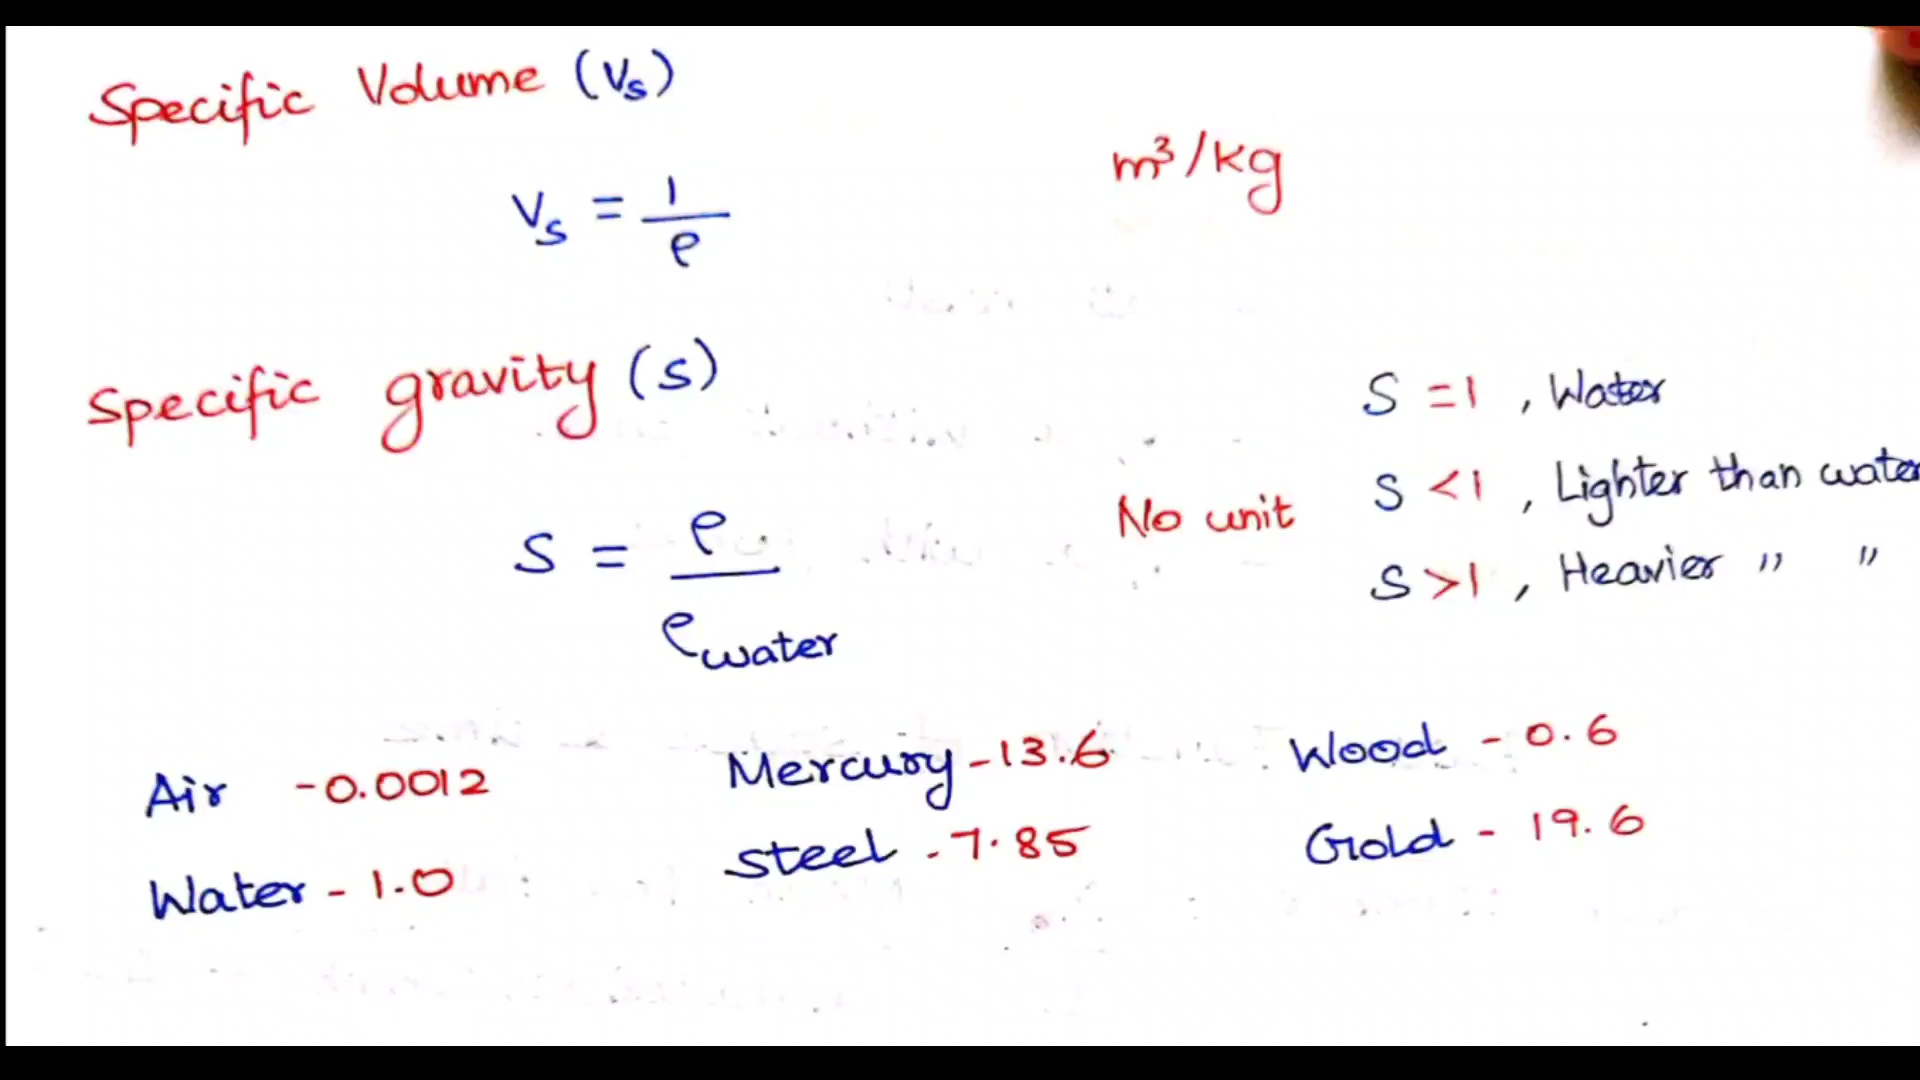 Specific Volume (Vs)
m³/kg
Vs = 1/ρ
Specific gravity (s)
S = ρ/ρwater
No unit
S =1 , Water
S <1 , Lighter than water
S >1 , Heavier " "
Air -0.0012
Mercury -13.6
Wood - 0.6
Water - 1.0
Steel - 7.85
Gold - 19.6